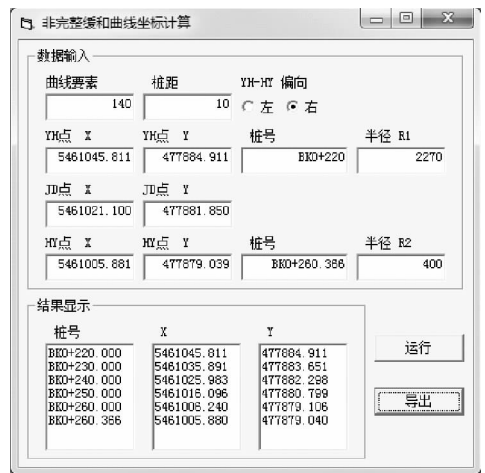 非完整缓和曲线坐标计算
数据输入
曲线要素 桩距 YH-HY 偏向
140 10 左 右
YH点 X YH点 Y 桩号 半径 R1
5461045.811 477884.911 BK0+220 2270
JD点 X JD点 Y
5461021.100 477881.850
HY点 X HY点 Y 桩号 半径 R2
5461005.881 477879.039 BK0+260.386 400
结果显示
桩号 X Y
BK0+220.000 5461045.811 477884.911
BK0+230.000 5461035.891 477883.651
BK0+240.000 5461025.983 477882.298
BK0+250.000 5461016.096 477880.799
BK0+260.000 5461006.240 477879.106
BK0+260.386 5461005.880 477879.040
运行
导出